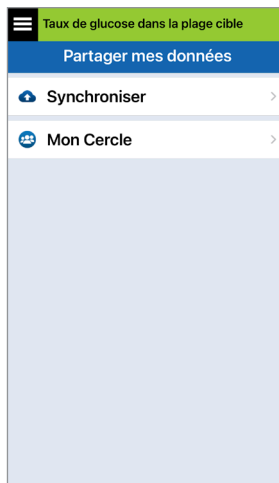 Taux de glucose dans la plage cible
Partager mes données
Synchroniser
Mon Cercle